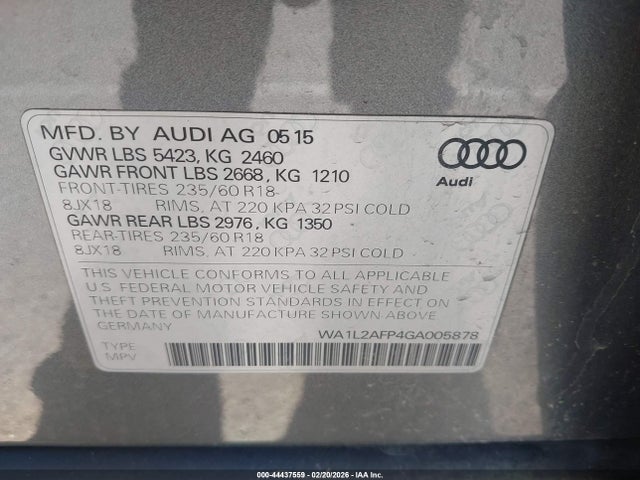 MFD. BY AUDI AG 05 15
GVWR LBS 5423, KG 2460
GAWR FRONT LBS 2668, KG 1210
FRONT-TIRES 235/60 R18
8JX18 RIMS, AT 220 KPA 32 PSI COLD
GAWR REAR LBS 2976, KG 1350
REAR-TIRES 235/60 R18
8JX18 RIMS, AT 220 KPA 32 PSI COLD
Audi
THIS VEHICLE CONFORMS TO ALL APPLICABLE
U.S. FEDERAL MOTOR VEHICLE SAFETY AND
THEFT PREVENTION STANDARDS IN EFFECT ON
THE DATE OF MANUFACTURE SHOWN ABOVE.
GERMANY
WA1L2AFP4GA005878
TYPE
MPV
000-44437559 - 02/20/2026 - IAA Inc.